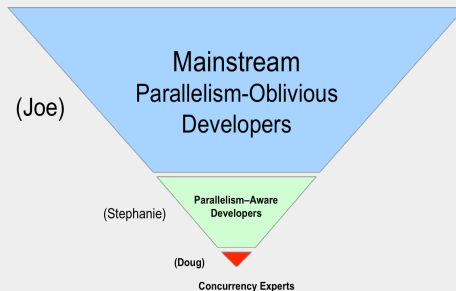 Mainstream
Parallelism-Oblivious
Developers
(Joe)
Parallelism–Aware
Developers
(Stephanie)
(Doug)
Concurrency Experts